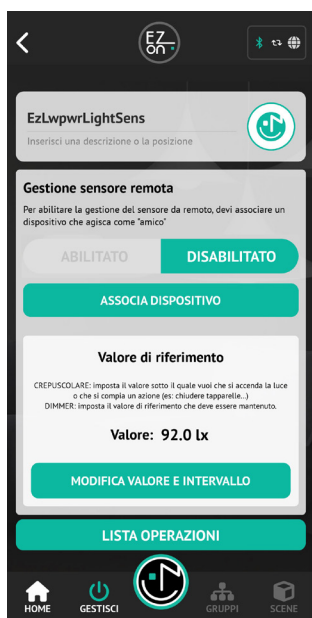 EZ
on
EzLwpwrLightSens
Inserisci una descrizione o la posizione
Gestione sensore remota
Per abilitare la gestione del sensore da remoto, devi associare un
dispositivo che agisca come "amico"
ABILITATO
DISABILITATO
ASSOCIA DISPOSITIVO
Valore di riferimento
CREPUSCOLARE: imposta il valore sotto il quale vuoi che si accenda la luce
o che si compia un azione (es: chiudere tapparelle...)
DIMMER: imposta il valore di riferimento che deve essere mantenuto.
Valore: 92.0 lx
MODIFICA VALORE E INTERVALLO
LISTA OPERAZIONI
HOME
GESTISCI
GRUPPI
SCENE